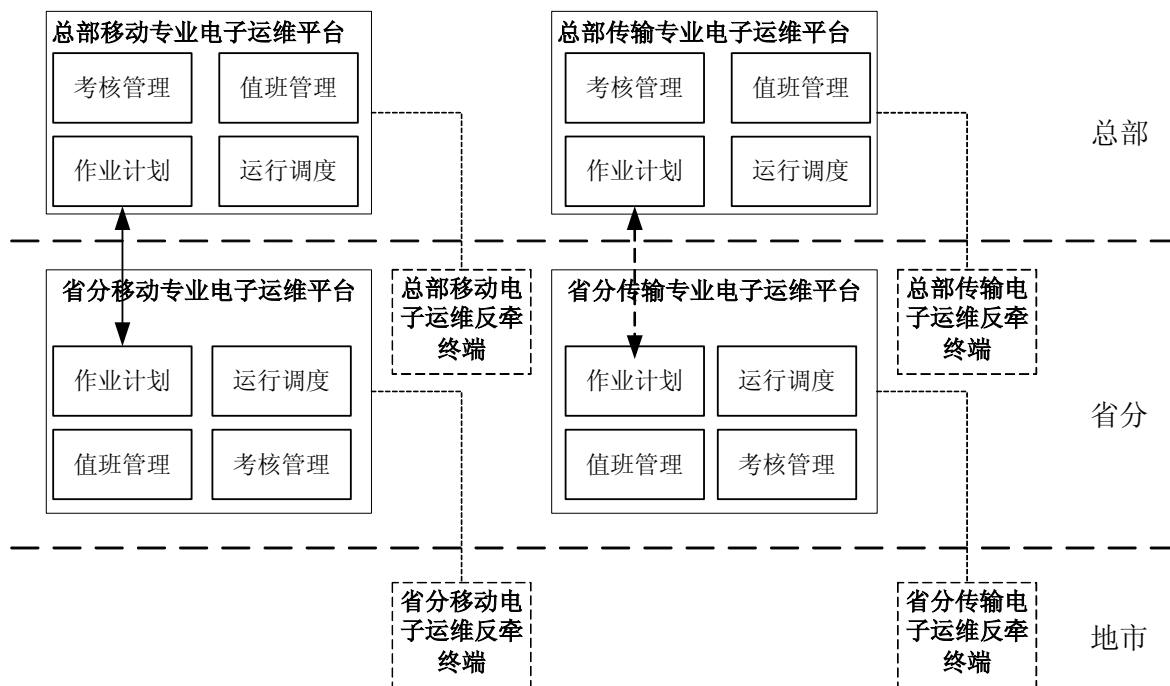 总部移动专业电子运维平台
考核管理
值班管理
作业计划
运行调度
总部传输专业电子运维平台
考核管理
值班管理
作业计划
运行调度
总部
省分移动专业电子运维平台
作业计划
运行调度
值班管理
考核管理
总部移动电
子运维反牵
终端
省分传输专业电子运维平台
作业计划
运行调度
值班管理
考核管理
总部传输电
子运维反牵
终端
省分
省分移动电
子运维反牵
终端
省分传输电
子运维反牵
终端
地市